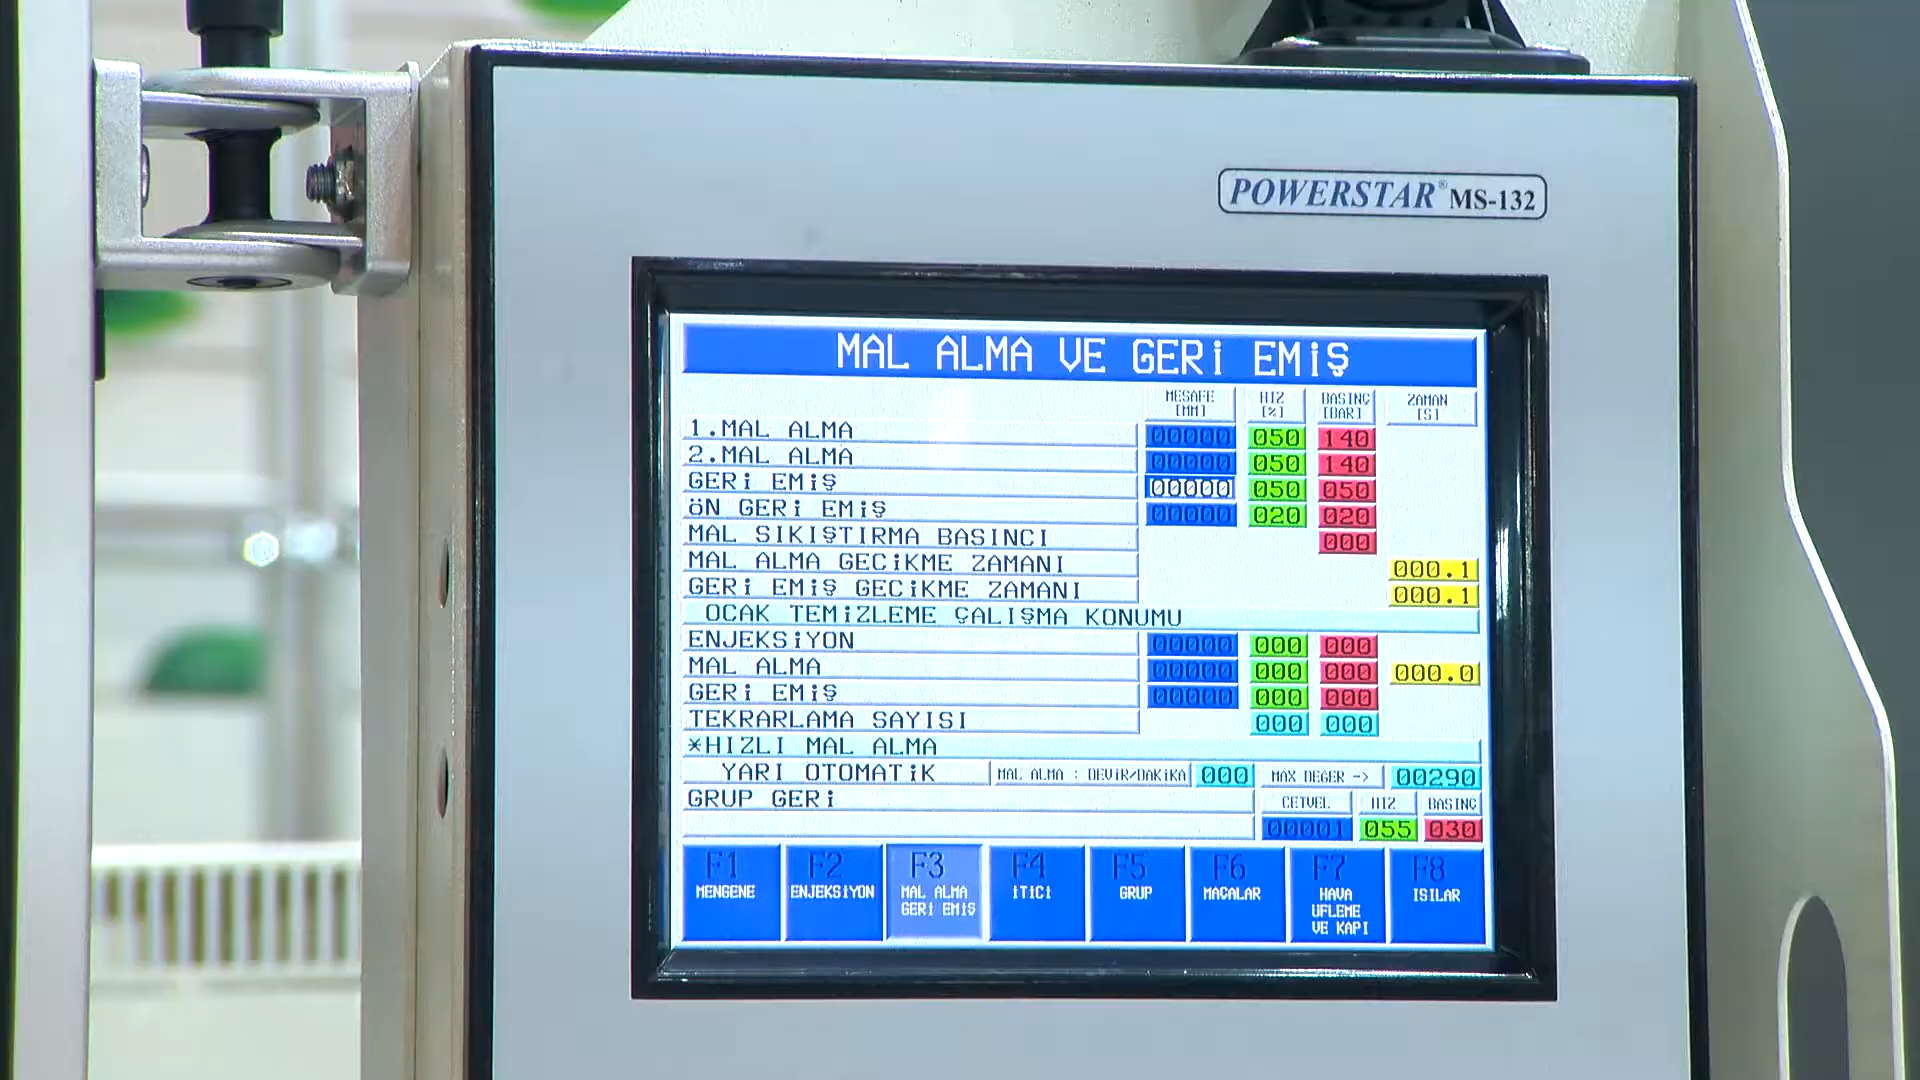 POWERSTAR® MS-132
MAL ALMA VE GERİ EMİŞ
MESAFE [MM] HIZ [%] BASINÇ [BAR] ZAMAN [S]
1.MAL ALMA 00000 050 140
2.MAL ALMA 00000 050 140
GERİ EMİŞ 00000 050 050
ÖN GERİ EMİŞ 00000 020 020
MAL SIKIŞTIRMA BASINCI 000
MAL ALMA GECİKME ZAMANI 000.1
GERİ EMİŞ GECİKME ZAMANI 000.1
OCAK TEMİZLEME ÇALIŞMA KONUMU
ENJEKSİYON 00000 000 000
MAL ALMA 00000 000 000 000.0
GERİ EMİŞ 00000 000 000
TEKRARLAMA SAYISI 000 000
*HIZLI MAL ALMA
YARI OTOMATİK MAL ALMA : DEVİR/DAKİKA 000 MAX DEĞER -> 00290
GRUP GERİ CETVEL HIZ BASINÇ
00001 055 030
F1 MENGENE
F2 ENJEKSİYON
F3 MAL ALMA GERİ EMİŞ
F4 İTİCİ
F5 GRUP
F6 MAÇALAR
F7 HAVA ÜFLEME VE KAPI
F8 ISILAR